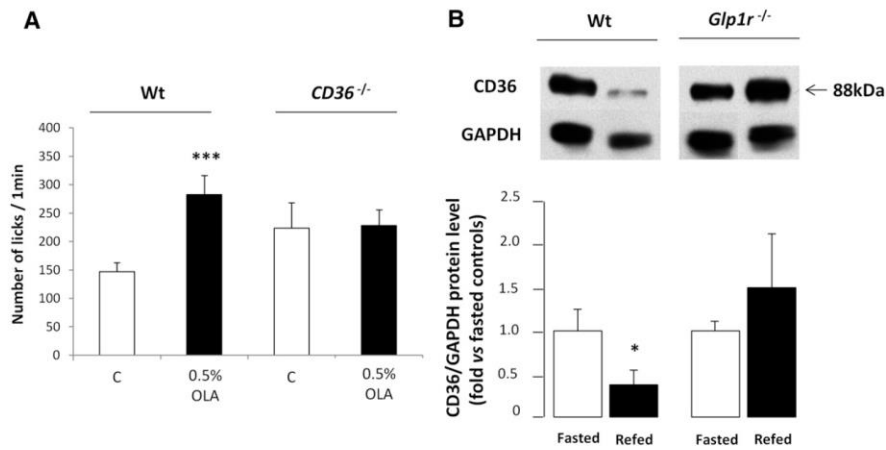 A
Wt
CD36 -/-
Number of licks / 1min
400
350
300
250
200
150
100
50
0
***
C
0.5%
OLA
C
0.5%
OLA
B
Wt
Glp1r -/-
CD36
GAPDH
← 88kDa
CD36/GAPDH protein level
(fold vs fasted controls)
2.5
2.0
1.5
1.0
0.5
0
*
Fasted
Refed
Fasted
Refed